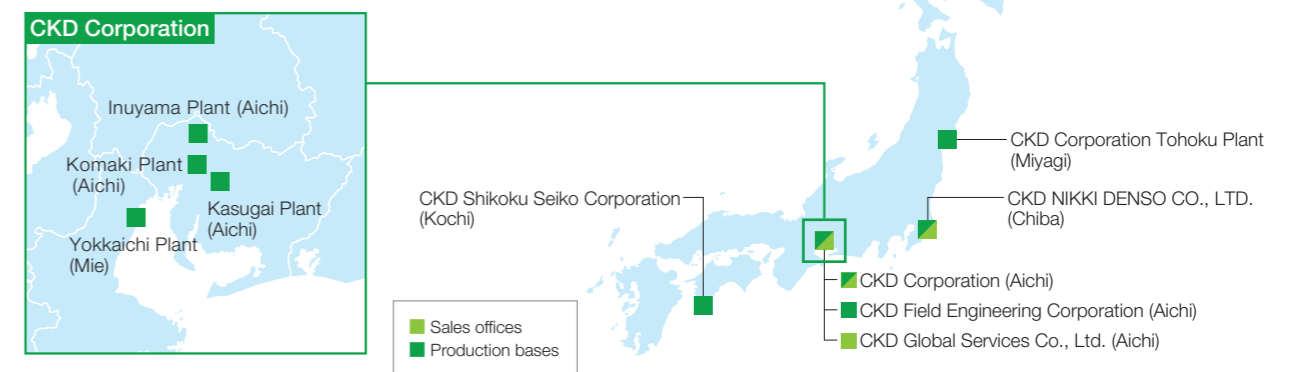 CKD Corporation
Inuyama Plant (Aichi)
Komaki Plant
(Aichi)
Kasugai Plant
(Aichi)
Yokkaichi Plant
(Mie)
CKD Shikoku Seiko Corporation
(Kochi)
CKD Corporation Tohoku Plant
(Miyagi)
CKD NIKKI DENSO CO., LTD.
(Chiba)
CKD Corporation (Aichi)
CKD Field Engineering Corporation (Aichi)
CKD Global Services Co., Ltd. (Aichi)
Sales offices
Production bases